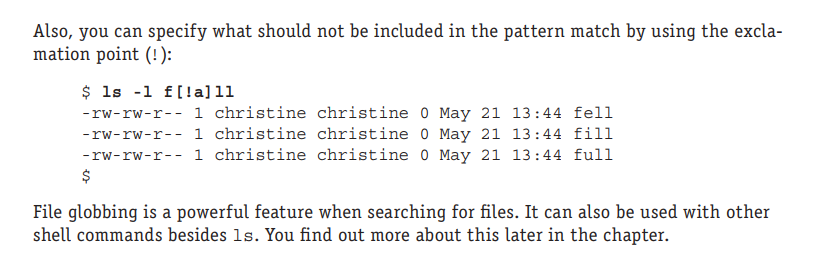 Also, you can specify what should not be included in the pattern match by using the excla-
mation point (!):
$ ls -l f[!a]ll
-rw-rw-r-- 1 christine christine 0 May 21 13:44 fell
-rw-rw-r-- 1 christine christine 0 May 21 13:44 fill
-rw-rw-r-- 1 christine christine 0 May 21 13:44 full
$
File globbing is a powerful feature when searching for files. It can also be used with other
shell commands besides ls. You find out more about this later in the chapter.